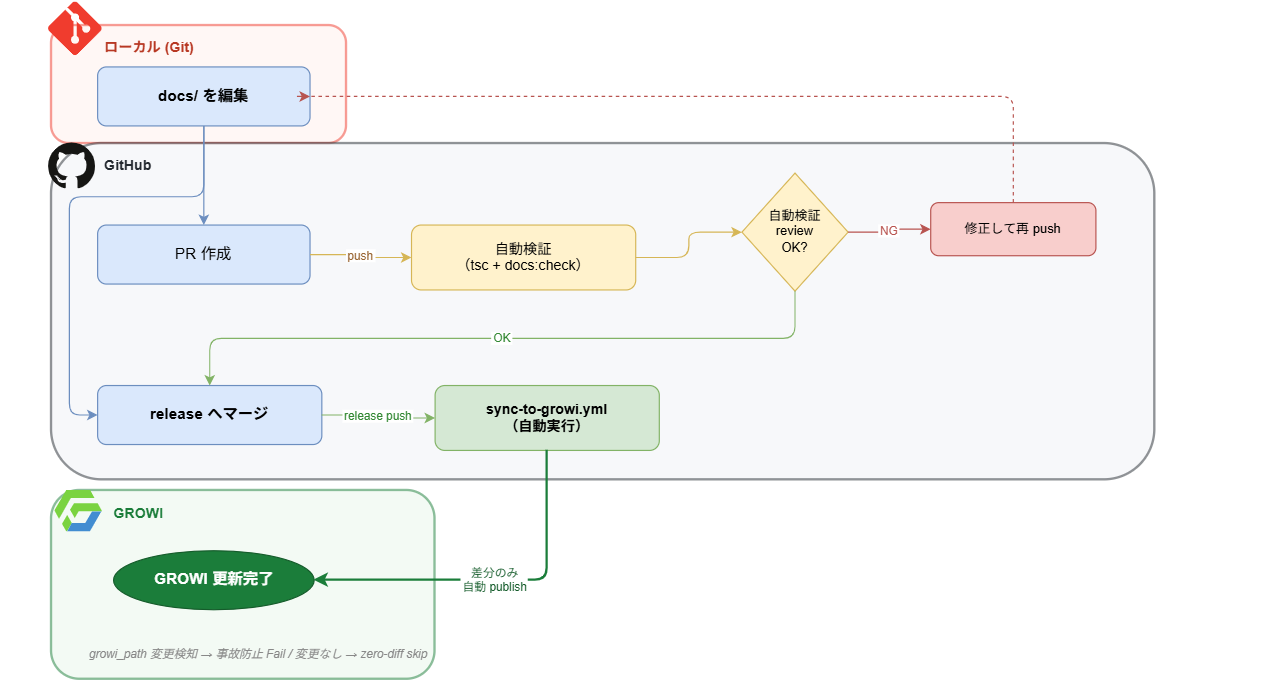 ローカル (Git)
docs/ を編集
GitHub
PR 作成
push
自動検証
（tsc + docs:check）
自動検証
review
OK?
NG
修正して再 push
OK
release へマージ
release push
sync-to-growi.yml
（自動実行）
GROWI
GROWI 更新完了
差分のみ
自動 publish
growi_path 変更検知 → 事故防止 Fail / 変更なし → zero-diff skip